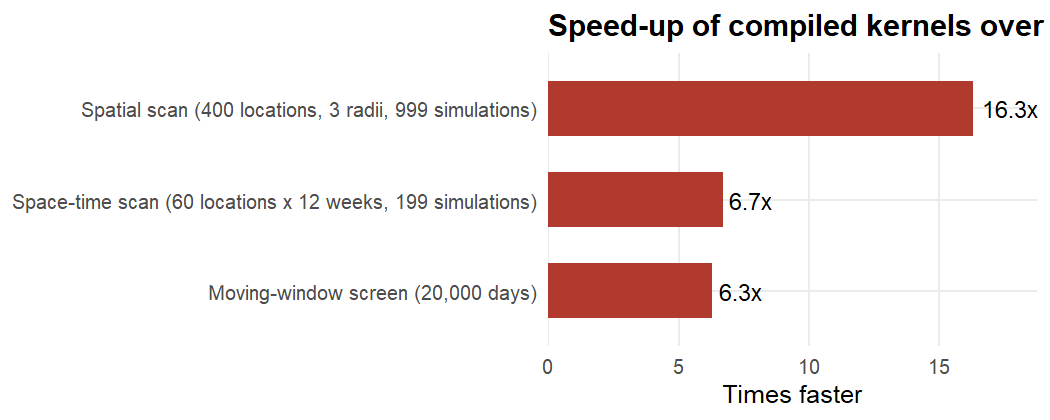 Speed-up of compiled kernels over
Spatial scan (400 locations, 3 radii, 999 simulations)
16.3x
Space-time scan (60 locations x 12 weeks, 199 simulations)
6.7x
Moving-window screen (20,000 days)
6.3x
0 5 10 15
Times faster